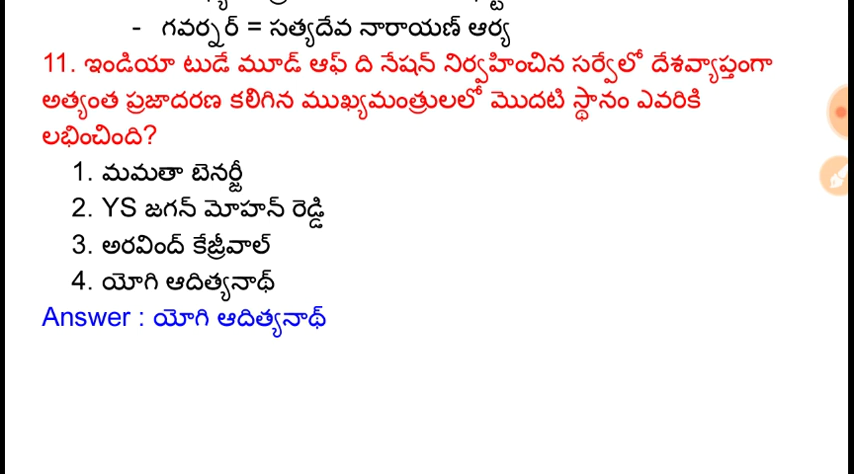 - గవర్నర్ = సత్యదేవ నారాయణ్ ఆర్య
11. ఇండియా టుడే మూడ్ ఆఫ్ ది నేషన్ నిర్వహించిన సర్వేలో దేశవ్యాప్తంగా
అత్యంత ప్రజాదరణ కలిగిన ముఖ్యమంత్రులలో మొదటి స్థానం ఎవరికి
లభించింది?
1. మమతా బెనర్జీ
2. YS జగన్ మోహన్ రెడ్డి
3. అరవింద్ కేజ్రీవాల్
4. యోగి ఆదిత్యనాథ్
Answer : యోగి ఆదిత్యనాథ్